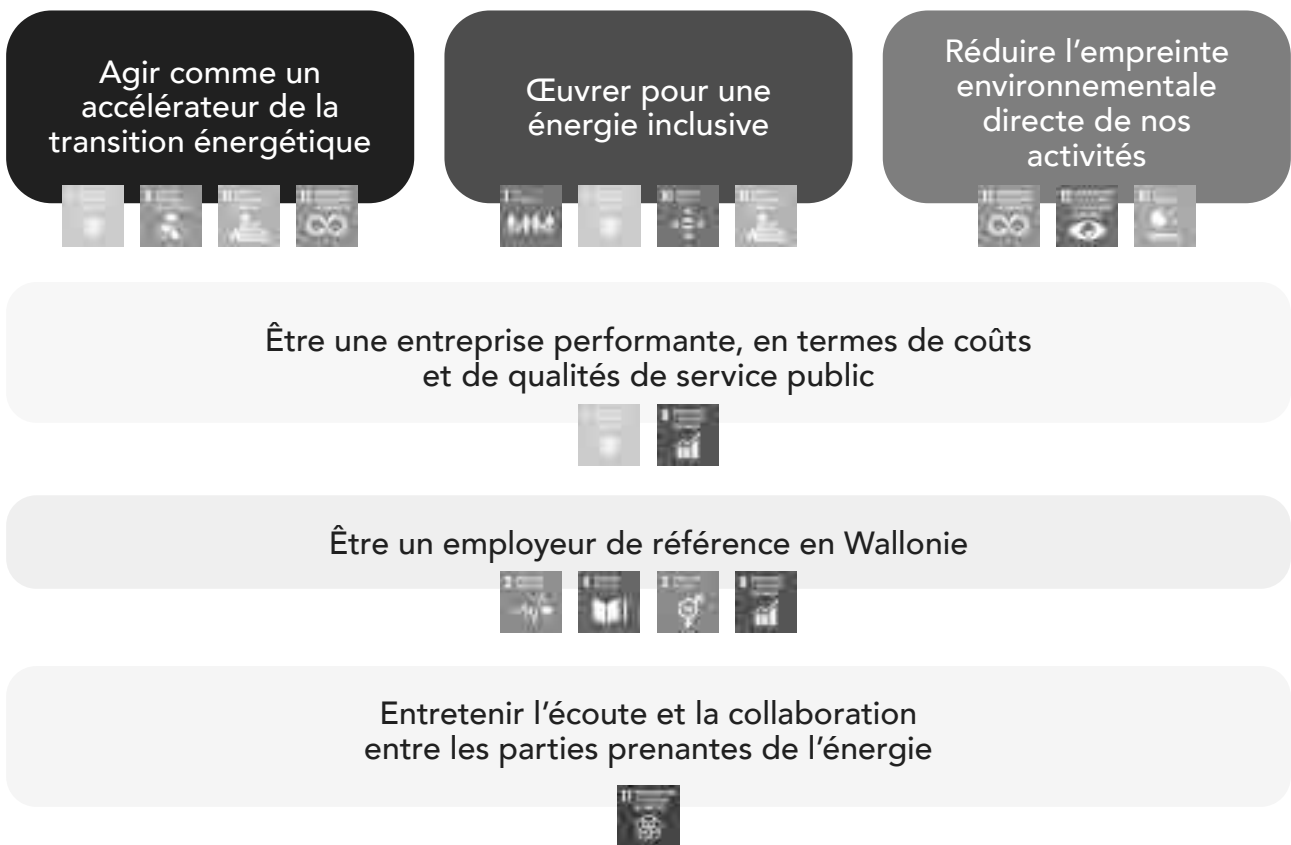 Agir comme un
accélérateur de la
transition énergétique
Œuvrer pour une
énergie inclusive
Réduire l’empreinte
environnementale
directe de nos
activités
Être une entreprise performante, en termes de coûts
et de qualités de service public
Être un employeur de référence en Wallonie
Entretenir l’écoute et la collaboration
entre les parties prenantes de l’énergie